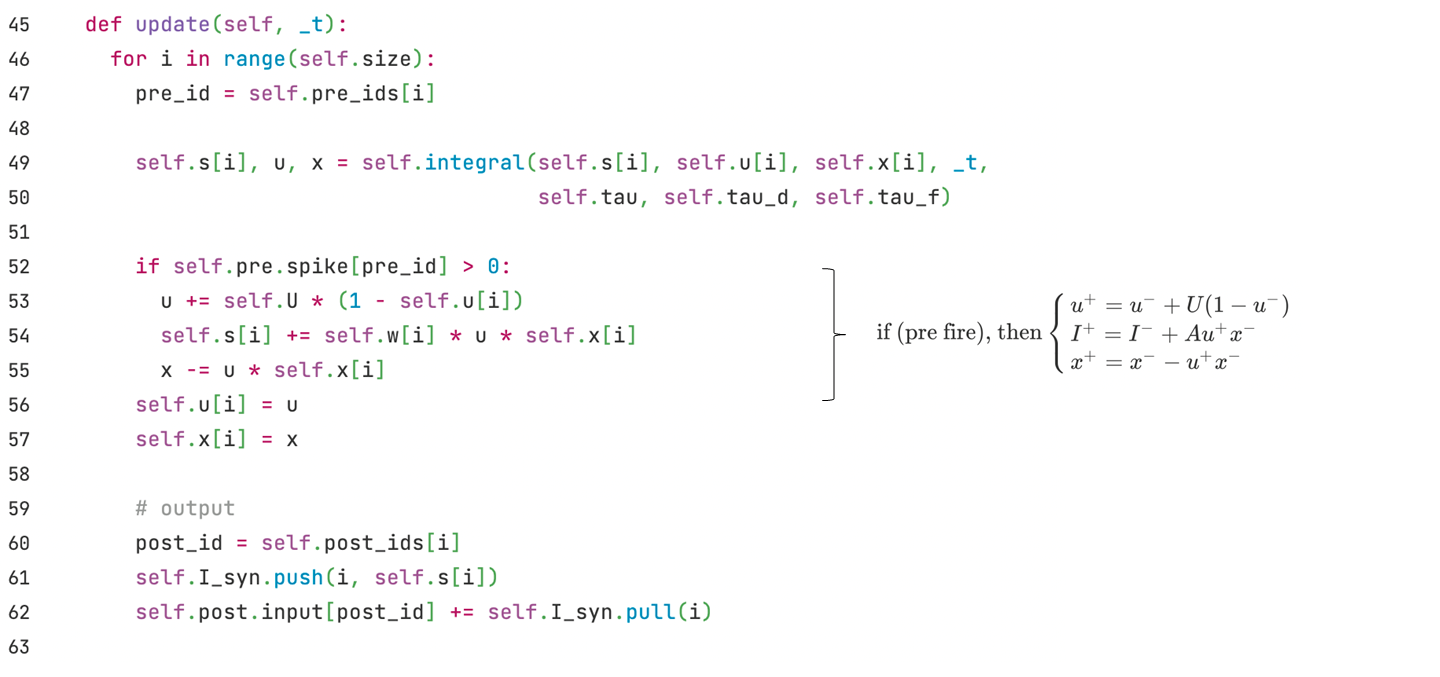 45 def update(self, _t):
46 for i in range(self.size):
47 pre_id = self.pre_ids[i]
48
49 self.s[i], u, x = self.integral(self.s[i], self.u[i], self.x[i], _t,
50 self.tau, self.tau_d, self.tau_f)
51
52 if self.pre.spike[pre_id] > 0:
53 u += self.U * (1 - self.u[i])
54 self.s[i] += self.w[i] * u * self.x[i]
55 x -= u * self.x[i]
56 self.u[i] = u
57 self.x[i] = x
58
59 # output
60 post_id = self.post_ids[i]
61 self.I_syn.push(i, self.s[i])
62 self.post.input[post_id] += self.I_syn.pull(i)
63
if (pre fire), then
u⁺ = u⁻ + U(1 − u⁻)
I⁺ = I⁻ + Au⁺x⁻
x⁺ = x⁻ − u⁺x⁻